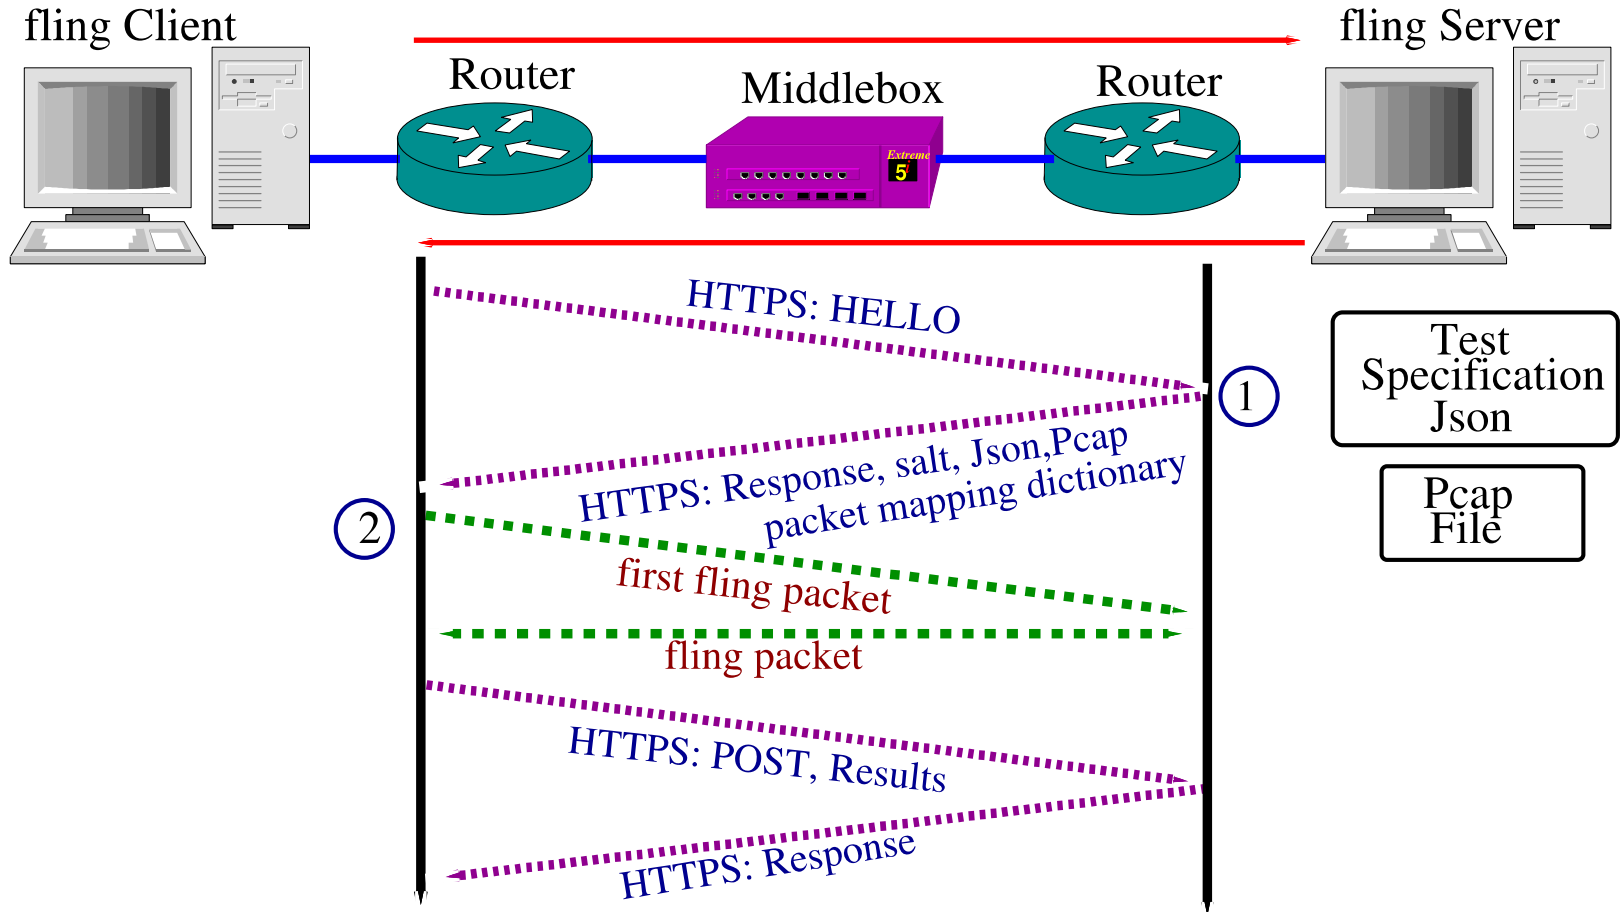 fling Client
fling Server
Router
Middlebox
Router
Extreme
5
HTTPS: HELLO
1
Test
Specification
Json
HTTPS: Response, salt, Json,Pcap
packet mapping dictionary
Pcap
File
2
first fling packet
fling packet
HTTPS: POST, Results
HTTPS: Response